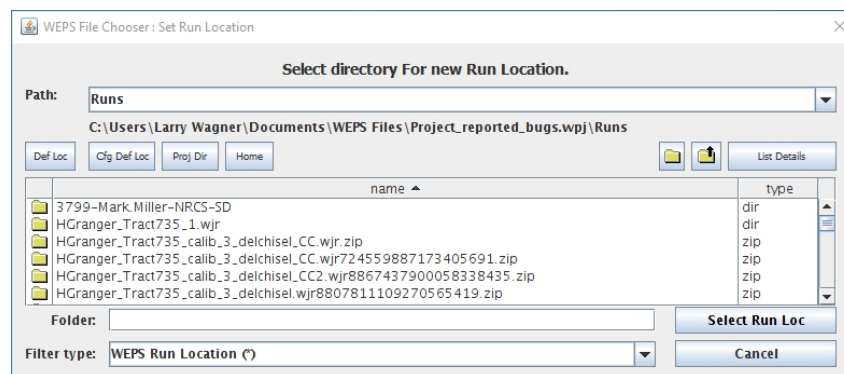 WEPS File Chooser : Set Run Location
Select directory For new Run Location.
Path: Runs
C:\Users\Larry Wagner\Documents\WEPS Files\Project_reported_bugs.wpj\Runs
Def Loc Cfg Def Loc Proj Dir Home List Details
name type
3799-Mark.Miller-NRCS-SD dir
HGranger_Tract735_1.wjr dir
HGranger_Tract735_calib_3_delchisel_CC.wjr.zip zip
HGranger_Tract735_calib_3_delchisel_CC.wjr724559887173405691.zip zip
HGranger_Tract735_calib_3_delchisel_CC2.wjr8867437900058338435.zip zip
HGranger_Tract735_calib_3_delchisel.wjr8807811109270565419.zip zip
Folder: Select Run Loc
Filter type: WEPS Run Location (*) Cancel